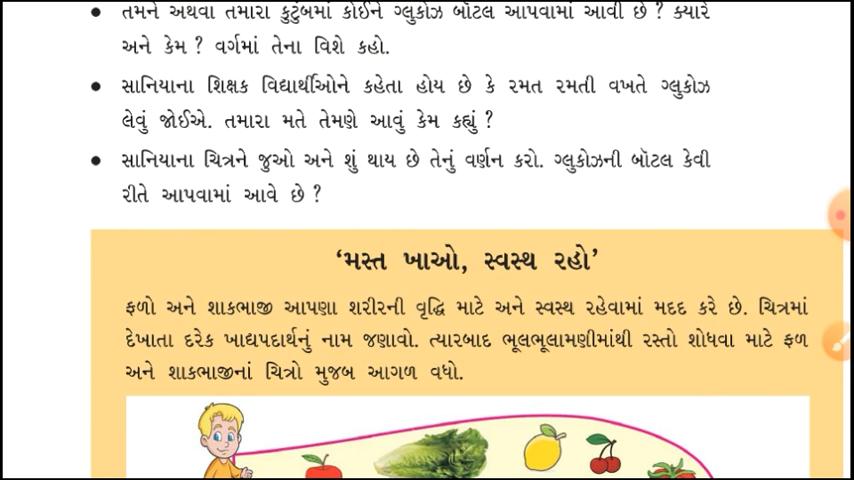 • તમને અથવા તમારા કુટુંબમાં કોઈને ગ્લુકોઝ બૉટલ આપવામાં આવી છે ? ક્યારે
અને કેમ ? વર્ગમાં તેના વિશે કહો.
• સાનિયાના શિક્ષક વિદ્યાર્થીઓને કહેતા હોય છે કે રમત રમતી વખતે ગ્લુકોઝ
લેવું જોઈએ. તમારા મતે તેમણે આવું કેમ કહ્યું ?
• સાનિયાના ચિત્રને જુઓ અને શું થાય છે તેનું વર્ણન કરો. ગ્લુકોઝની બૉટલ કેવી
રીતે આપવામાં આવે છે ?
‘મસ્ત ખાઓ, સ્વસ્થ રહો’
ફળો અને શાકભાજી આપણા શરીરની વૃદ્ધિ માટે અને સ્વસ્થ રહેવામાં મદદ કરે છે. ચિત્રમાં
દેખાતા દરેક ખાદ્યપદાર્થનું નામ જણાવો. ત્યારબાદ ભૂલભૂલામણીમાંથી રસ્તો શોધવા માટે ફળ
અને શાકભાજીનાં ચિત્રો મુજબ આગળ વધો.